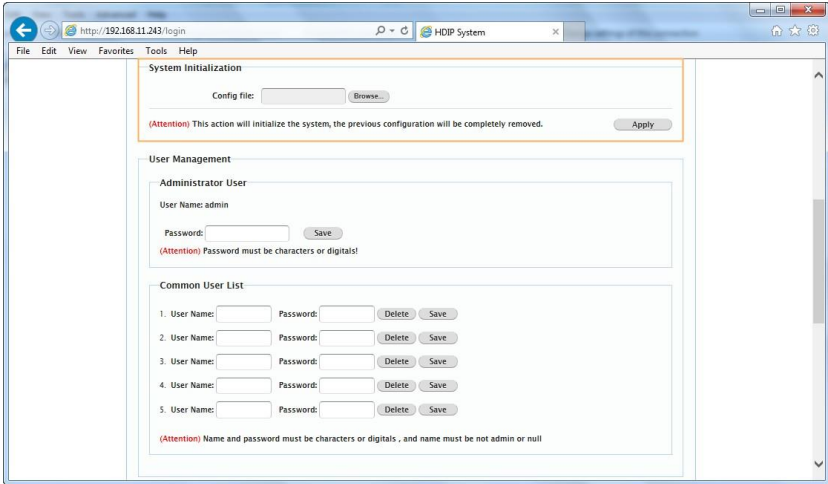 http://192.168.11.243/login
HDIP System
File Edit View Favorites Tools Help
System Initialization
Config file: Browse...
(Attention) This action will initialize the system, the previous configuration will be completely removed. Apply
User Management
Administrator User
User Name: admin
Password: Save
(Attention) Password must be characters or digitals!
Common User List
1. User Name: Password: Delete Save
2. User Name: Password: Delete Save
3. User Name: Password: Delete Save
4. User Name: Password: Delete Save
5. User Name: Password: Delete Save
(Attention) Name and password must be characters or digitals , and name must be not admin or null